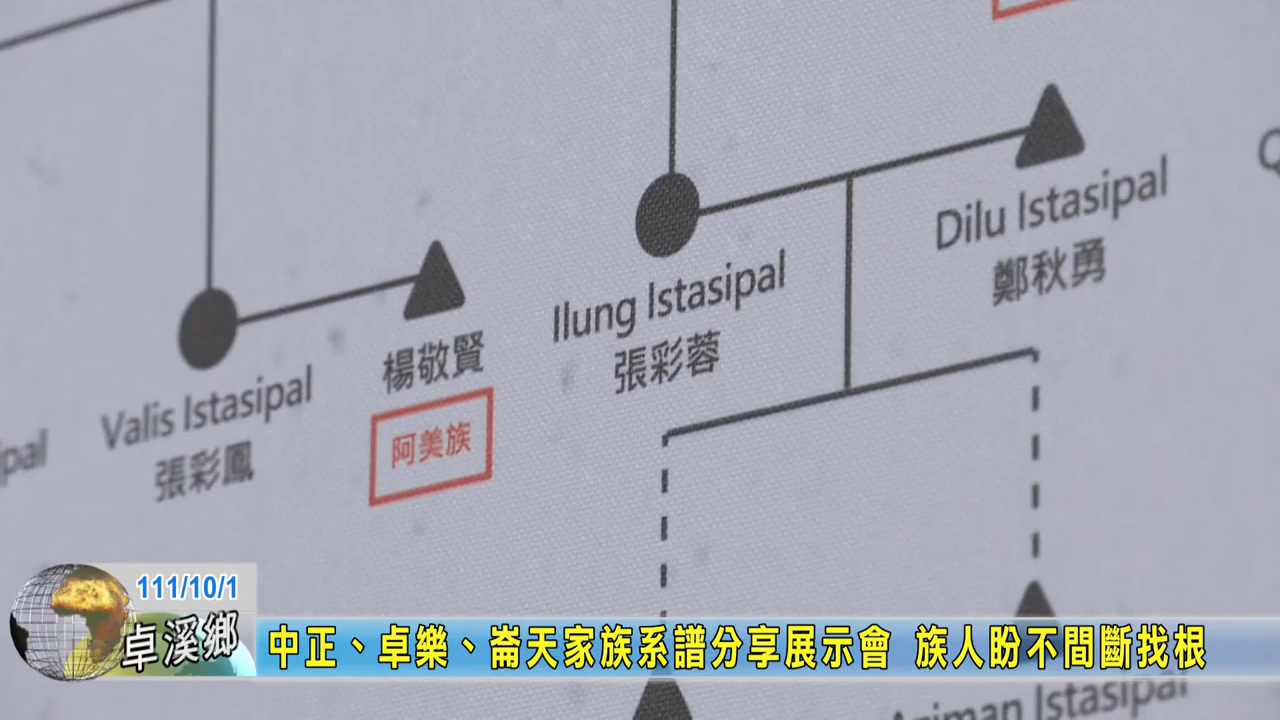 Dilu Istasipal
鄭秋勇
Ilung Istasipal
張彩蓉
楊敬賢
阿美族
Valis Istasipal
張彩鳳
Istasipal
111/10/1
卓溪鄉
中正、卓樂、崙天家族系譜分享展示會 族人盼不間斷找根